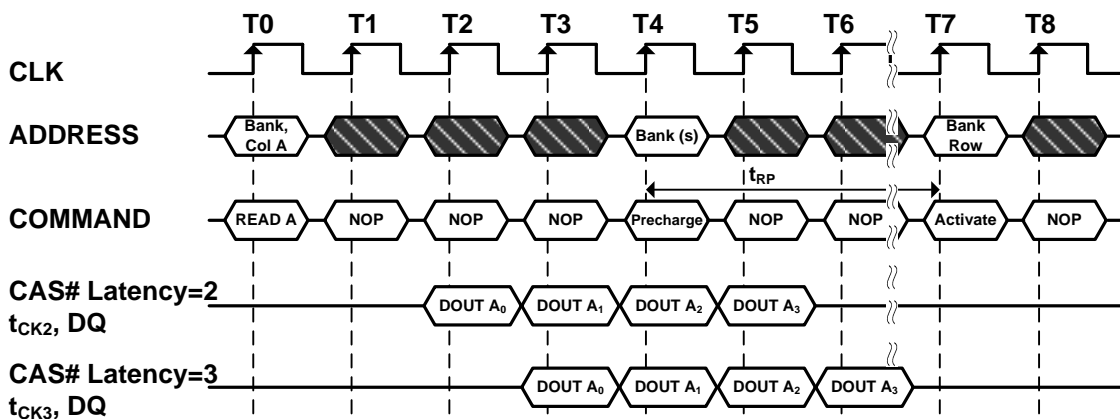 T0 T1 T2 T3 T4 T5 T6 T7 T8
CLK
ADDRESS
Bank,
Col A
Bank (s)
Bank
Row
tRP
COMMAND
READ A NOP NOP NOP Precharge NOP NOP Activate NOP
CAS# Latency=2
tCK2, DQ
DOUT A0 DOUT A1 DOUT A2 DOUT A3
CAS# Latency=3
tCK3, DQ
DOUT A0 DOUT A1 DOUT A2 DOUT A3